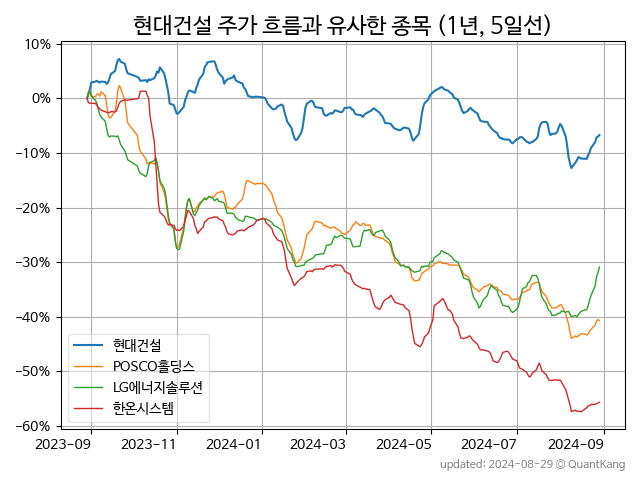 현대건설 주가 흐름과 유사한 종목 (1년, 5일선)
10%
0%
−10%
−20%
−30%
−40%
−50%
−60%
현대건설
POSCO홀딩스
LG에너지솔루션
한온시스템
2023-09
2023-11
2024-01
2024-03
2024-05
2024-07
2024-09
updated: 2024-08-29 © QuantKang